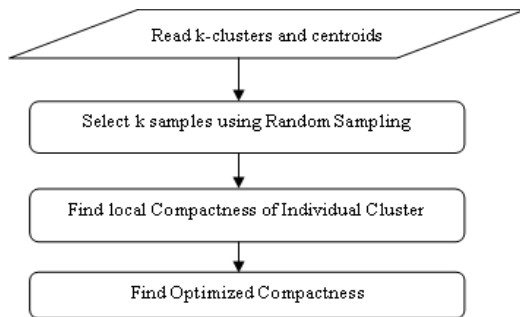 Read k-clusters and centroids
Select k samples using Random Sampling
Find local Compactness of Individual Cluster
Find Optimized Compactness